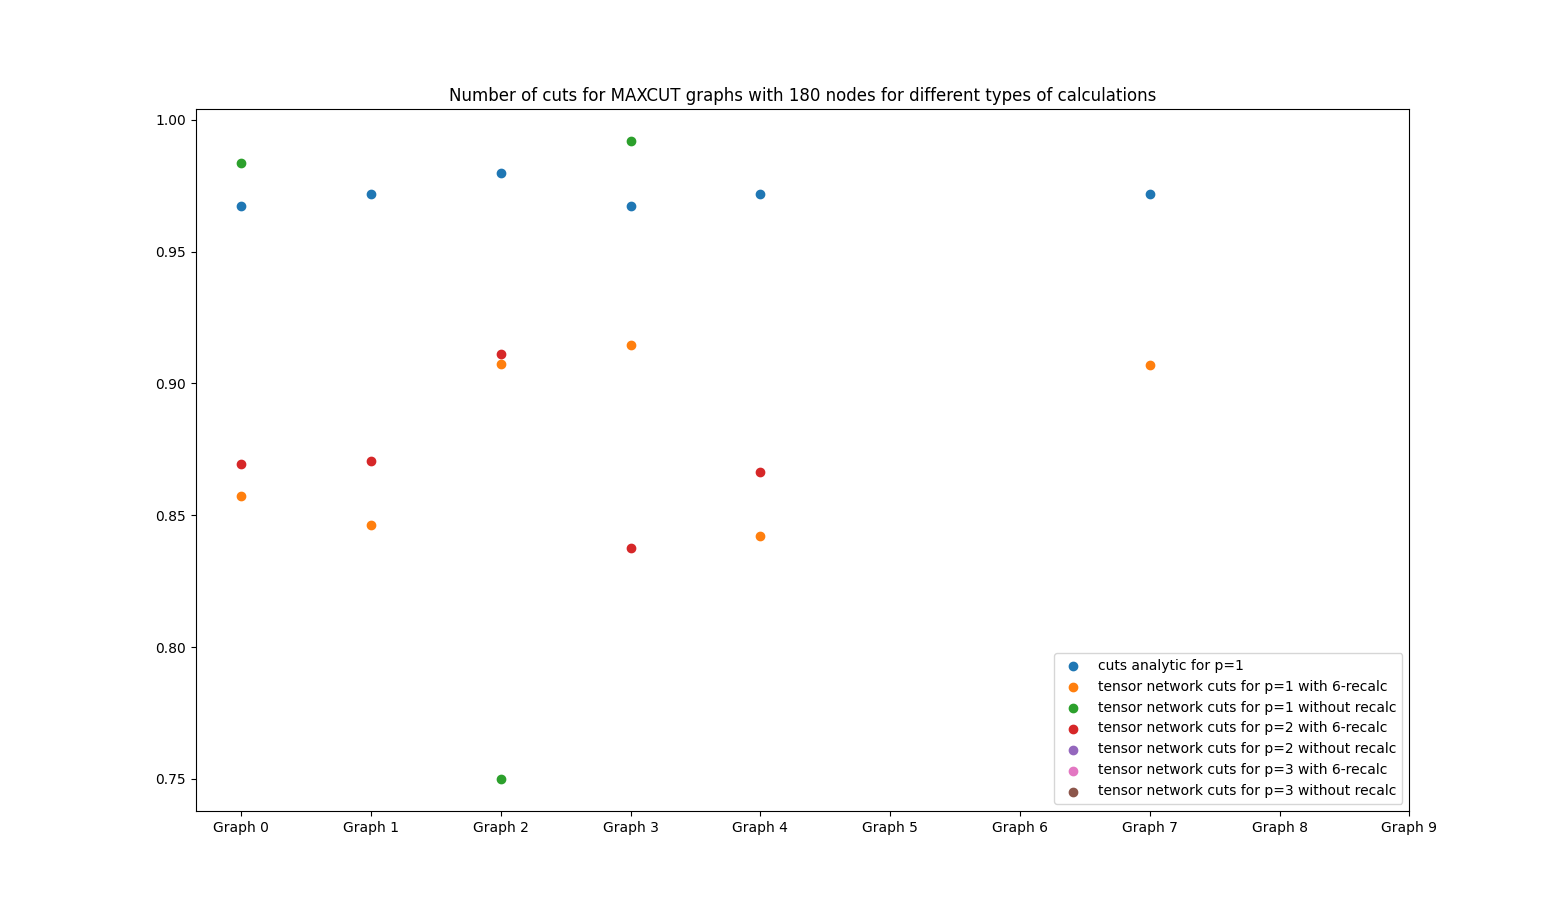 Number of cuts for MAXCUT graphs with 180 nodes for different types of calculations
1.00
0.95
0.90
0.85
0.80
0.75
cuts analytic for p=1
tensor network cuts for p=1 with 6-recalc
tensor network cuts for p=1 without recalc
tensor network cuts for p=2 with 6-recalc
tensor network cuts for p=2 without recalc
tensor network cuts for p=3 with 6-recalc
tensor network cuts for p=3 without recalc
Graph 0 Graph 1 Graph 2 Graph 3 Graph 4 Graph 5 Graph 6 Graph 7 Graph 8 Graph 9